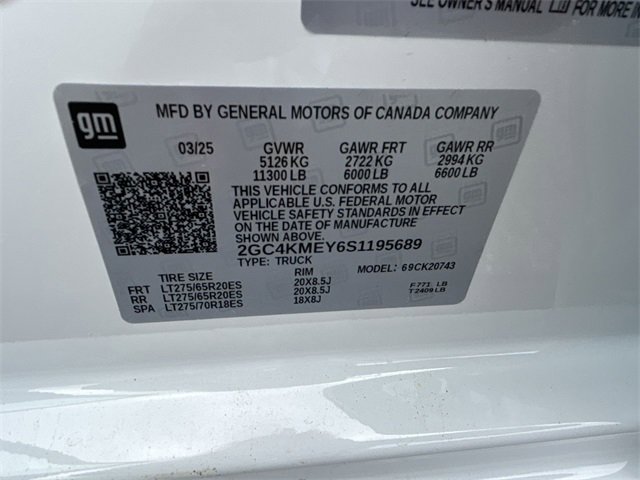 SEE OWNER'S MANUAL FOR MORE IN
gm
MFD BY GENERAL MOTORS OF CANADA COMPANY
03/25 GVWR GAWR FRT GAWR RR
5126 KG 2722 KG 2994 KG
11300 LB 6000 LB 6600 LB
THIS VEHICLE CONFORMS TO ALL
APPLICABLE U.S. FEDERAL MOTOR
VEHICLE SAFETY STANDARDS IN EFFECT
ON THE DATE OF MANUFACTURE
SHOWN ABOVE.
2GC4KMEY6S1195689
TYPE: TRUCK MODEL: 69CK20743
TIRE SIZE RIM
FRT LT275/65R20ES 20X8.5J F771 LB
RR LT275/65R20ES 20X8.5J T2409LB
SPA LT275/70R18ES 18X8J